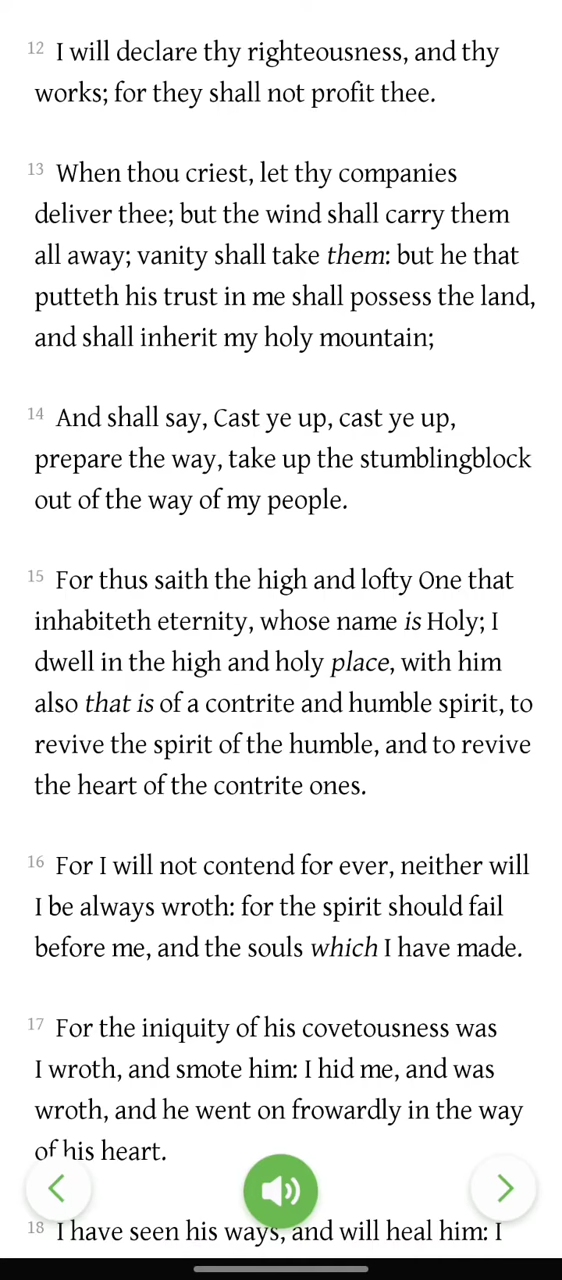 12 I will declare thy righteousness, and thy
works; for they shall not profit thee.
13 When thou criest, let thy companies
deliver thee; but the wind shall carry them
all away; vanity shall take them: but he that
putteth his trust in me shall possess the land,
and shall inherit my holy mountain;
14 And shall say, Cast ye up, cast ye up,
prepare the way, take up the stumblingblock
out of the way of my people.
15 For thus saith the high and lofty One that
inhabiteth eternity, whose name is Holy; I
dwell in the high and holy place, with him
also that is of a contrite and humble spirit, to
revive the spirit of the humble, and to revive
the heart of the contrite ones.
16 For I will not contend for ever, neither will
I be always wroth: for the spirit should fail
before me, and the souls which I have made.
17 For the iniquity of his covetousness was
I wroth, and smote him: I hid me, and was
wroth, and he went on frowardly in the way
of his heart.
18 I have seen his ways, and will heal him: I